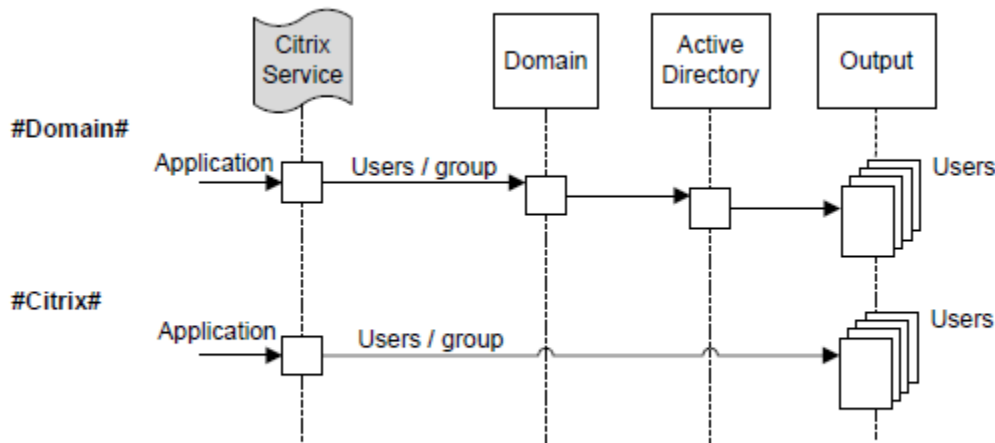 Citrix
Service
Domain
Active
Directory
Output
#Domain#
Application
Users / group
Users
#Citrix#
Application
Users / group
Users